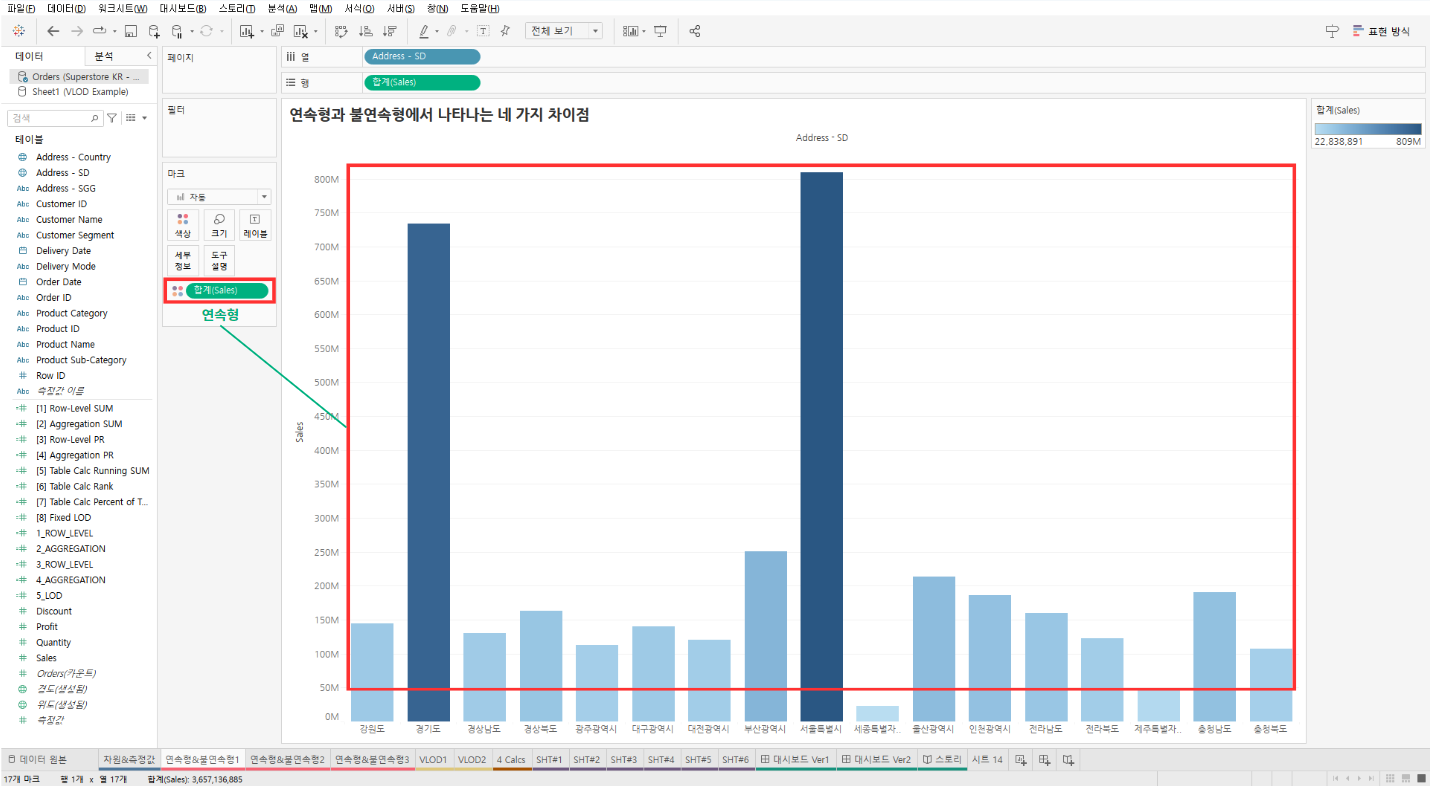 파일(F) 데이터(D) 워크시트(W) 대시보드(B) 스토리(T) 분석(A) 맵(M) 서식(O) 서버(S) 창(N) 도움말(H)
전체 보기
표현 방식
데이터 분석
Orders (Superstore KR - ...
Sheet1 (VLOD Example)
검색
테이블
Address - Country
Address - SD
Abc Address - SGG
Abc Customer ID
Abc Customer Name
Abc Customer Segment
Delivery Date
Abc Delivery Mode
Order Date
Abc Order ID
Abc Product Category
Abc Product ID
Abc Product Name
Abc Product Sub-Category
# Row ID
Abc 측정값 이름
=# [1] Row-Level SUM
=# [2] Aggregation SUM
=# [3] Row-Level PR
=# [4] Aggregation PR
=# [5] Table Calc Running SUM
=# [6] Table Calc Rank
=# [7] Table Calc Percent of T...
=# [8] Fixed LOD
=# 1_ROW_LEVEL
=# 2_AGGREGATION
=# 3_ROW_LEVEL
=# 4_AGGREGATION
=# 5_LOD
# Discount
# Profit
# Quantity
# Sales
# Orders(카운트)
경도(생성됨)
위도(생성됨)
# 측정값
페이지
필터
마크
자동
색상 크기 레이블
세부 정보
도구 설명
합계(Sales)
연속형
열 Address - SD
행 합계(Sales)
연속형과 불연속형에서 나타나는 네 가지 차이점
Address - SD
800M
750M
700M
650M
600M
550M
500M
450M
400M
350M
300M
250M
200M
150M
100M
50M
0M
Sales
강원도 경기도 경상남도 경상북도 광주광역시 대구광역시 대전광역시 부산광역시 서울특별시 세종특별자.. 울산광역시 인천광역시 전라남도 전라북도 제주특별자.. 충청남도 충청북도
합계(Sales)
22,838,891 809M
데이터 원본 차원&측정값 연속형&불연속형1 연속형&불연속형2 연속형&불연속형3 VLOD1 VLOD2 4 Calcs SHT#1 SHT#2 SHT#3 SHT#4 SHT#5 SHT#6 대시보드 Ver1 대시보드 Ver2 스토리 시트 14
17개 마크 행 1개 x 열 17개 합계(Sales): 3,657,136,885